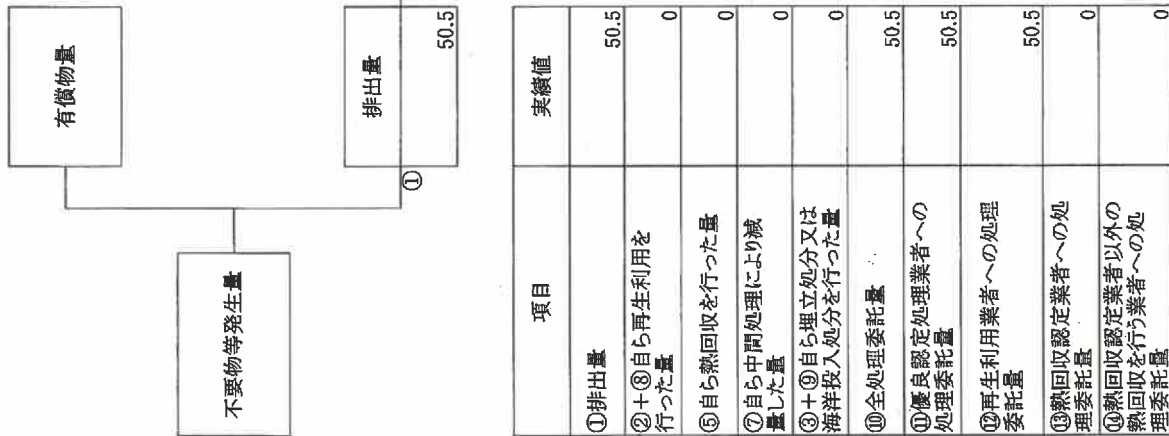 有償物量
不要物等発生量
排出量
①
50.5
項目
実績値
①排出量
50.5
②+⑧自ら再生利用を
行った量
0
⑤自ら熱回収を行った量
0
⑦自ら中間処理により減
量した量
0
③+⑨自ら埋立処分又は
海洋投入処分を行った量
0
⑩全処理委託量
50.5
⑪優良認定処理業者への
処理委託量
50.5
⑫再生利用業者への処理
委託量
50.5
⑬熱回収認定業者への処
理委託量
0
⑭熱回収認定業者以外の
熱回収を行う業者への処
理委託量
0